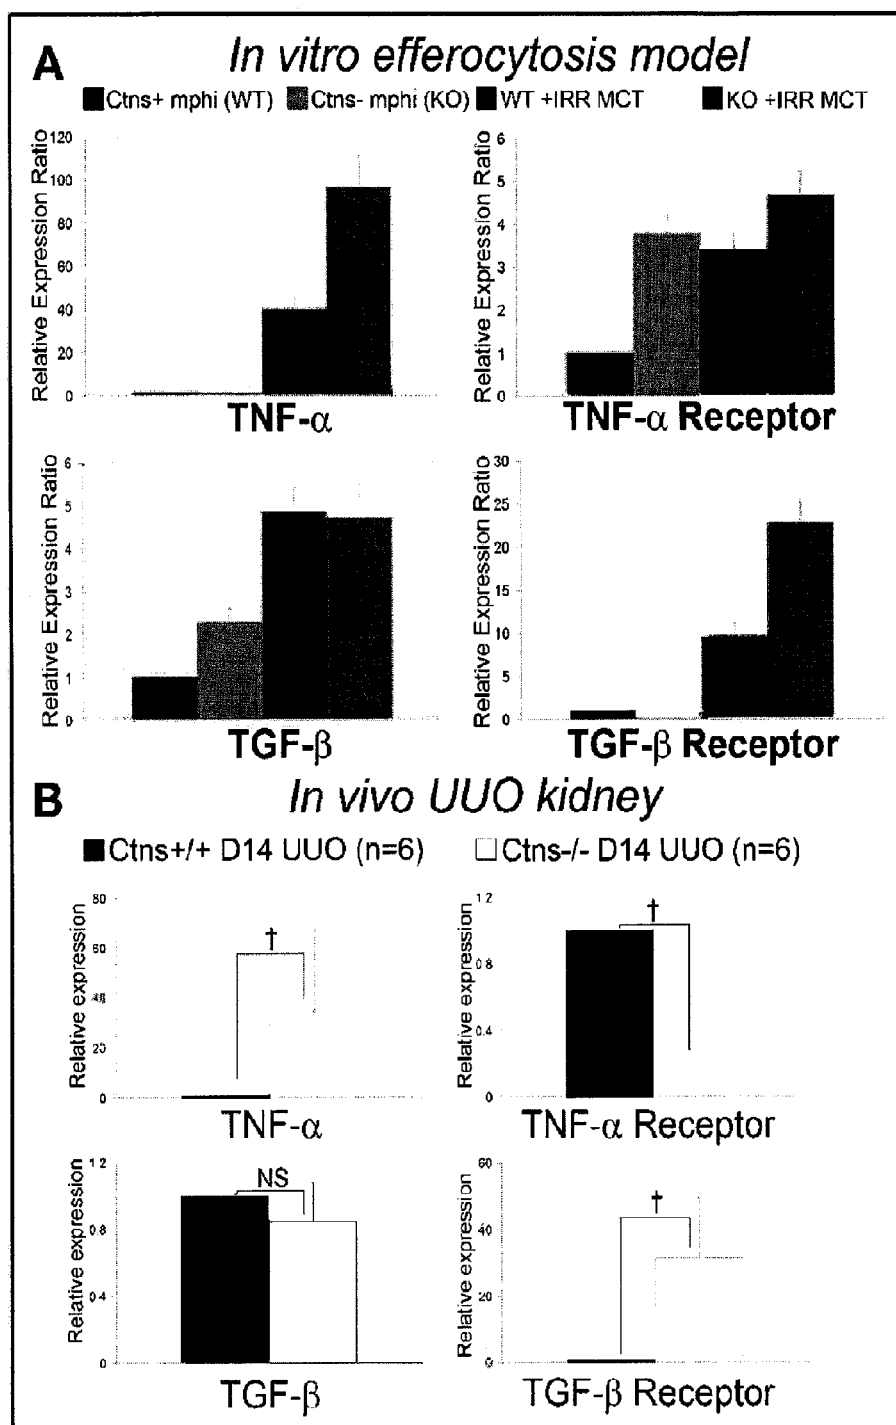 A In vitro efferocytosis model
Ctns+ mphi (WT) Ctns- mphi (KO) WT +IRR MCT KO +IRR MCT
Relative Expression Ratio
120
100
80
60
40
20
0
TNF-α
Relative Expression Ratio
6
5
4
3
2
1
0
TNF-α Receptor
Relative Expression Ratio
6
5
4
3
2
1
0
TGF-β
Relative Expression Ratio
30
25
20
15
10
5
0
TGF-β Receptor
B In vivo UUO kidney
Ctns+/+ D14 UUO (n=6) Ctns-/- D14 UUO (n=6)
Relative expression
80
60
40
20
0
†
TNF-α
Relative expression
1 2
0 8
0 4
0
†
TNF-α Receptor
Relative expression
1 2
0 8
0 4
0
NS
TGF-β
Relative expression
60
40
20
0
†
TGF-β Receptor